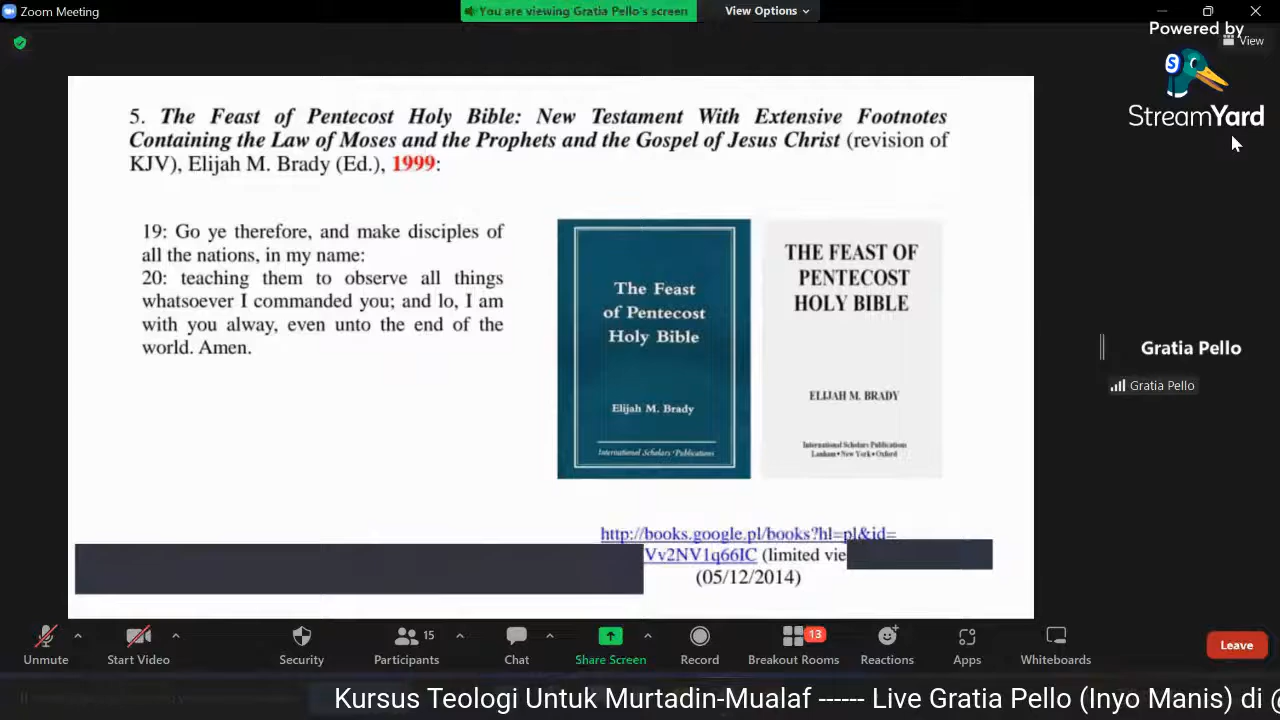 Zoom Meeting
You are viewing Gratia Pello's screen
View Options
Powered by
View
S
StreamYard
5. The Feast of Pentecost Holy Bible: New Testament With Extensive Footnotes
Containing the Law of Moses and the Prophets and the Gospel of Jesus Christ (revision of
KJV), Elijah M. Brady (Ed.), 1999:
19: Go ye therefore, and make disciples of
all the nations, in my name:
20: teaching them to observe all things
whatsoever I commanded you; and lo, I am
with you alway, even unto the end of the
world. Amen.
The Feast
of Pentecost
Holy Bible
Elijah M. Brady
International Scholars Publications
THE FEAST OF
PENTECOST
HOLY BIBLE
ELIJAH M. BRADY
International Scholars Publications
Lanham • New York • Oxford
http://books.google.pl/books?hl=pl&id=
Vv2NV1q66IC (limited vie
(05/12/2014)
Gratia Pello
Gratia Pello
Unmute
Start Video
Security
15
Participants
Chat
Share Screen
Record
13
Breakout Rooms
Reactions
Apps
Whiteboards
Leave
Kursus Teologi Untuk Murtadin-Mualaf ------ Live Gratia Pello (Inyo Manis) di @